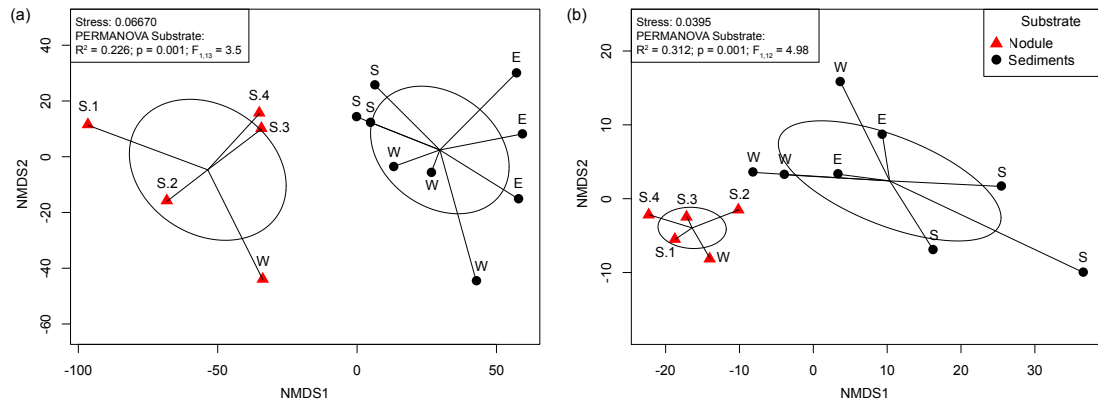 (a)
Stress: 0.06670
PERMANOVA Substrate:
R² = 0.226; p = 0.001; F₁,₁₃ = 3.5
S.1
S.4
S.3
S.2
W
S
S
S
E
E
E
W
W
W
40
20
0
-20
-40
-60
NMDS2
-100
-50
0
50
NMDS1
(b)
Stress: 0.0395
PERMANOVA Substrate:
R² = 0.312; p = 0.001; F₁,₁₂ = 4.98
Substrate
Nodule
Sediments
W
E
W
W
E
S
S
S
S.4
S.3
S.2
S.1
W
20
10
0
-10
NMDS2
-20
-10
0
10
20
30
NMDS1